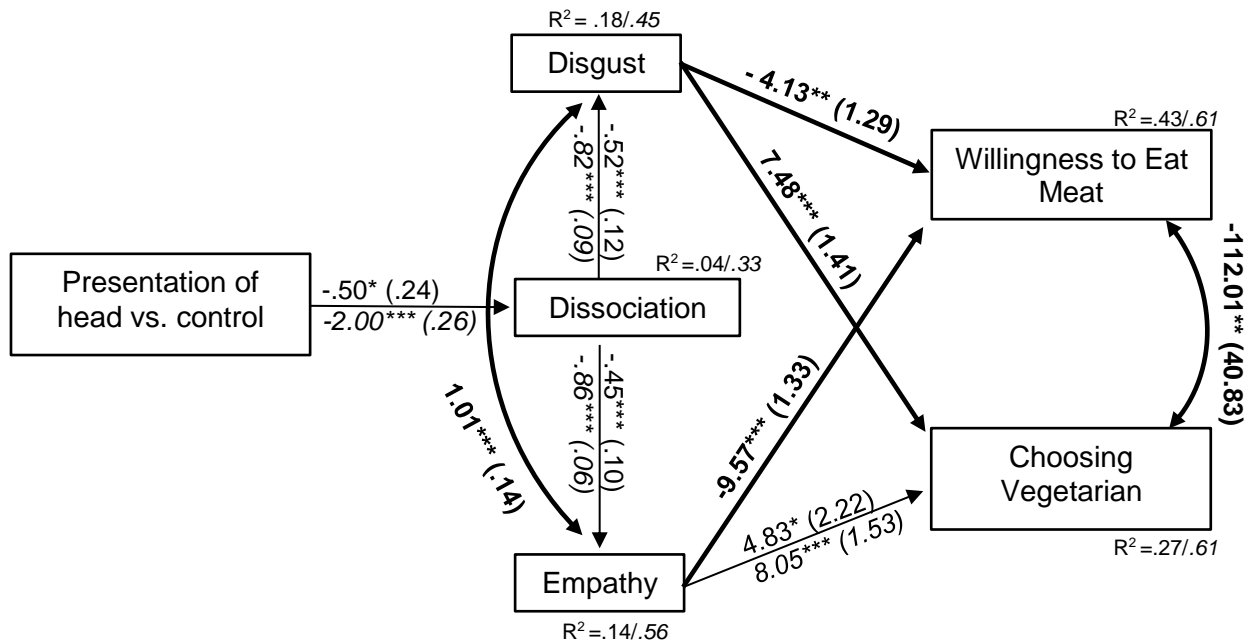 R² = .18/.45
Disgust
- 4.13** (1.29)
R² =.43/.61
Willingness to Eat
Meat
-.52*** (.12)
-.82*** (.09)
7.48*** (1.41)
R² =.04/.33
Presentation of
head vs. control
-.50* (.24)
-2.00*** (.26)
Dissociation
-112.01** (40.83)
-.45*** (.10)
-.86*** (.06)
1.01*** (.14)
-9.57*** (1.33)
Choosing
Vegetarian
4.83* (2.22)
8.05*** (1.53)
R² =.27/.61
Empathy
R² =.14/.56